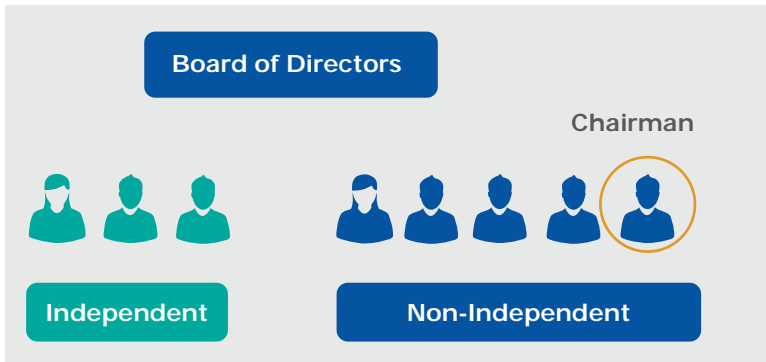 Board of Directors
Chairman
Independent
Non-Independent